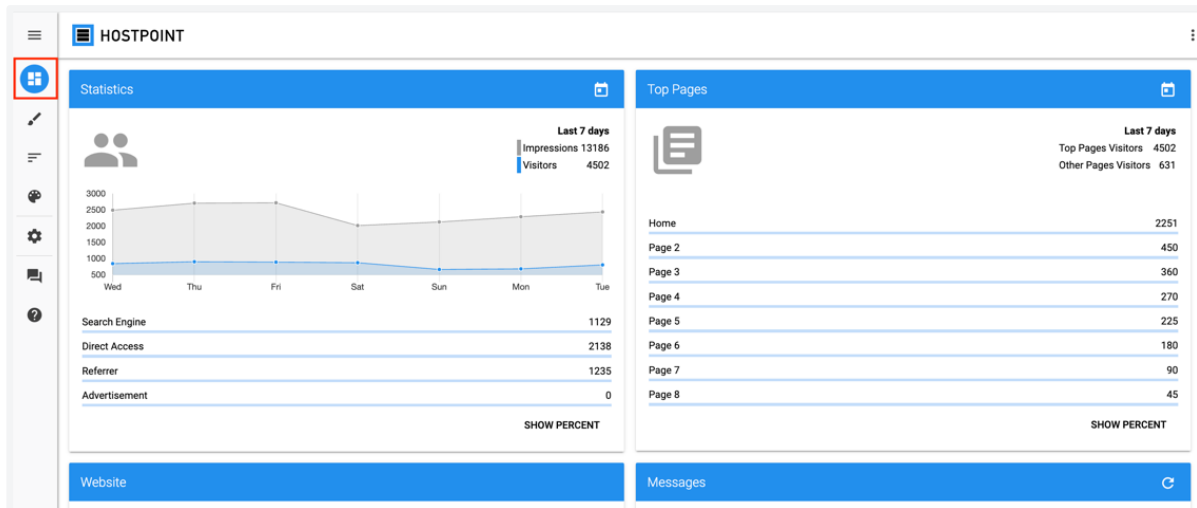 HOSTPOINT
Statistics
Last 7 days
Impressions 13186
Visitors 4502
3000
2500
2000
1500
1000
500
Wed Thu Fri Sat Sun Mon Tue
Search Engine 1129
Direct Access 2138
Referrer 1235
Advertisement 0
SHOW PERCENT
Top Pages
Last 7 days
Top Pages Visitors 4502
Other Pages Visitors 631
Home 2251
Page 2 450
Page 3 360
Page 4 270
Page 5 225
Page 6 180
Page 7 90
Page 8 45
SHOW PERCENT
Website
Messages